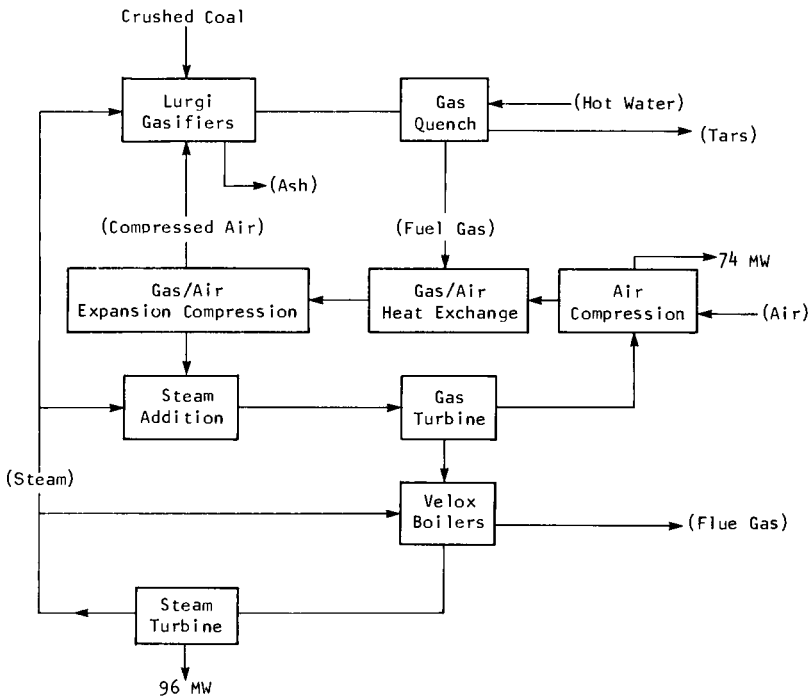 Crushed Coal
Lurgi
Gasifiers
Gas
Quench
(Hot Water)
(Tars)
(Ash)
(Compressed Air)
(Fuel Gas)
74 MW
Gas/Air
Expansion Compression
Gas/Air
Heat Exchange
Air
Compression
(Air)
Steam
Addition
Gas
Turbine
(Steam)
Velox
Boilers
(Flue Gas)
Steam
Turbine
96 MW